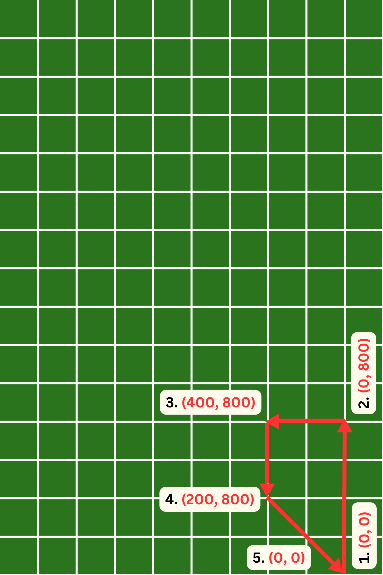 3. (400, 800)
2. (0, 800)
4. (200, 800)
1. (0, 0)
5. (0, 0)